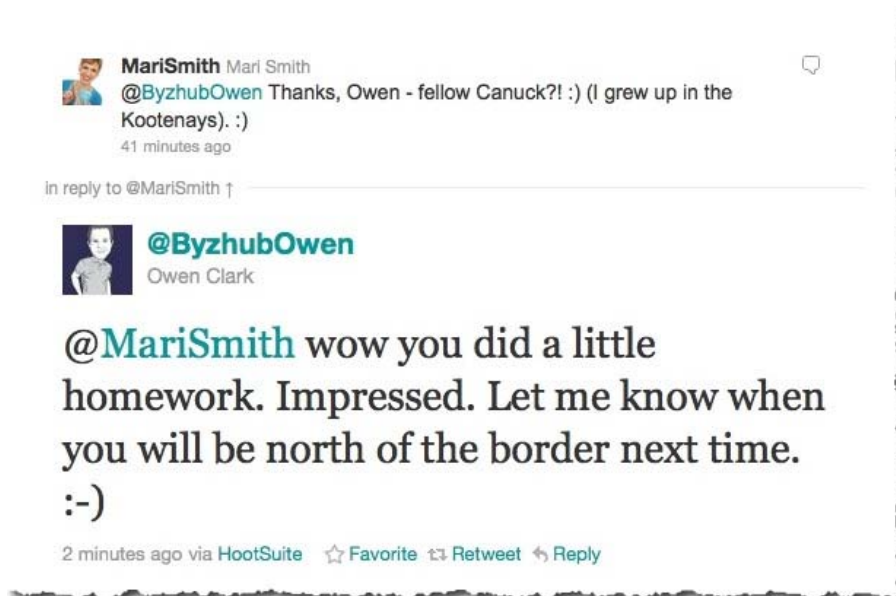 MariSmith Mari Smith
@ByzhubOwen Thanks, Owen - fellow Canuck?! :) (I grew up in the
Kootenays). :)
41 minutes ago
in reply to @MariSmith ↑
@ByzhubOwen
Owen Clark
@MariSmith wow you did a little
homework. Impressed. Let me know when
you will be north of the border next time.
:-)
2 minutes ago via HootSuite Favorite Retweet Reply